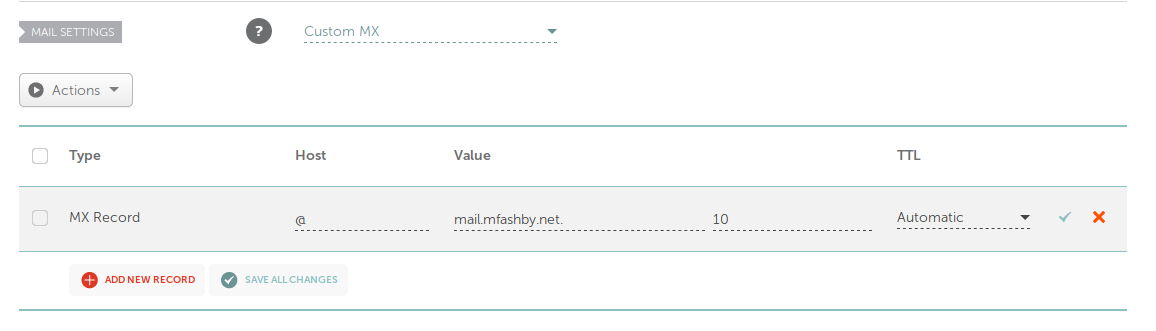 MAIL SETTINGS ? Custom MX
Actions
Type Host Value TTL
MX Record @ mail.mfashby.net. 10 Automatic
ADD NEW RECORD SAVE ALL CHANGES